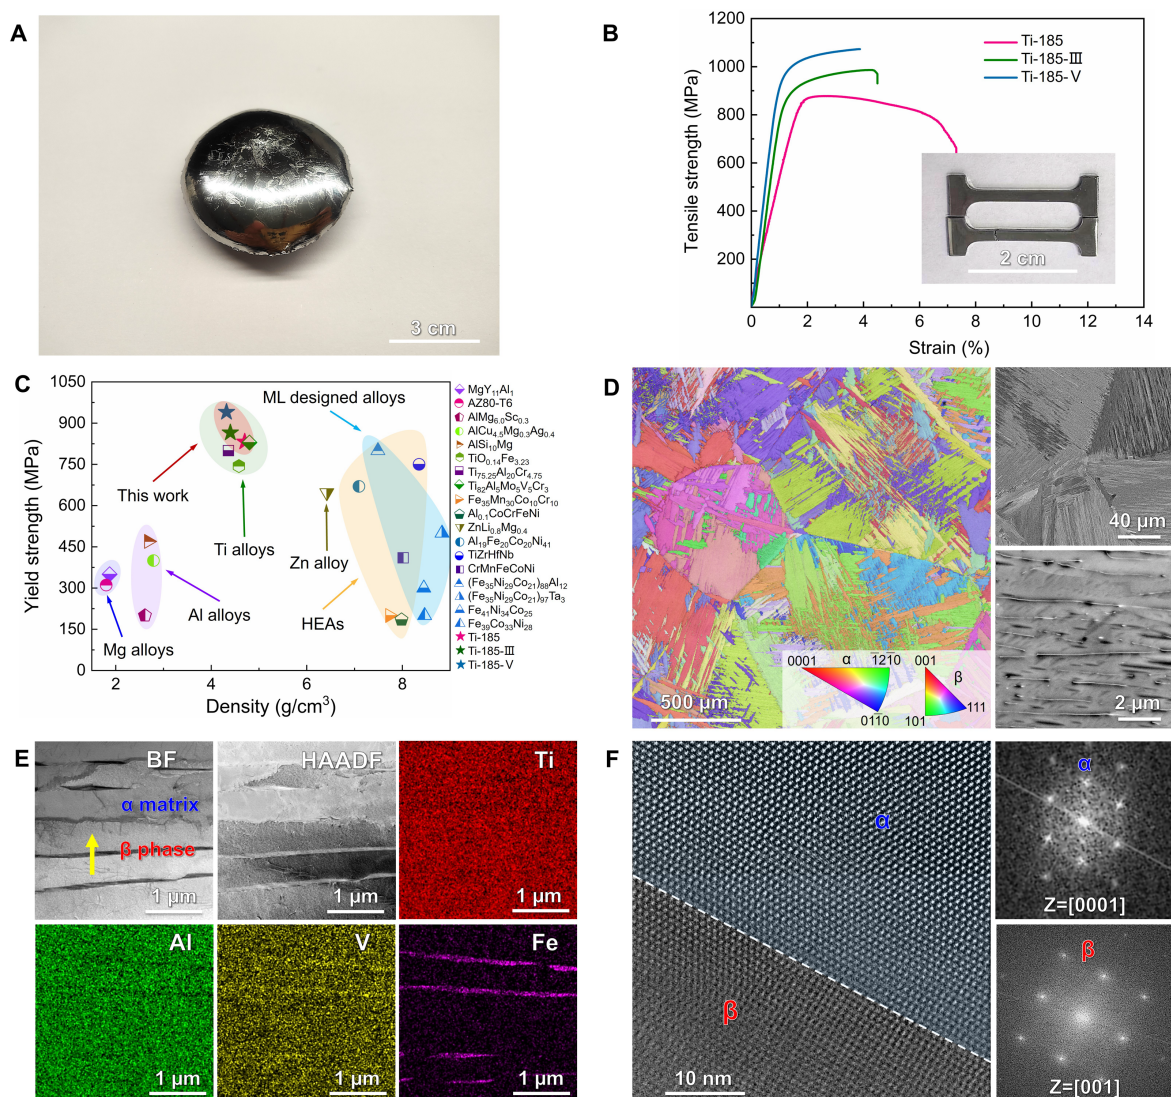 A
3 cm
B
Tensile strength (MPa)
1200
1000
800
600
400
200
0
0 2 4 6 8 10 12 14
Strain (%)
Ti-185
Ti-185-Ⅲ
Ti-185-Ⅴ
2 cm
C
Yield strength (MPa)
1050
900
750
600
450
300
150
0
2 4 6 8
Density (g/cm³)
ML designed alloys
This work
Ti alloys
Zn alloy
Al alloys
HEAs
Mg alloys
MgY₁₁Al₁
AZ80-T6
AlMg₆.₀Sc₀.₃
AlCu₄.₅Mg₀.₃Ag₀.₄
AlSi₁₀Mg
TiO₀.₁₄Fe₃.₂₃
Ti₇₅.₂₅Al₂₀Cr₄.₇₅
Ti₈₂Al₅Mo₅V₅Cr₃
Fe₃₅Mn₃₀Co₁₀Cr₁₀
Al₀.₁CoCrFeNi
ZnLi₀.₈Mg₀.₄
Al₁₉Fe₂₀Co₂₀Ni₄₁
TiZrHfNb
CrMnFeCoNi
(Fe₃₅Ni₂₉Co₂₁)₈₈Al₁₂
(Fe₃₅Ni₂₉Co₂₁)₉₇Ta₃
Fe₄₁Ni₃₄Co₂₅
Fe₃₉Co₃₃Ni₂₈
Ti-185
Ti-185-Ⅲ
Ti-185-Ⅴ
D
500 μm
0001 α 1̅21̅0
011̅0
001
β
111
101
40 μm
2 μm
E
BF
α matrix
β phase
1 μm
HAADF
1 μm
Ti
1 μm
Al
1 μm
V
1 μm
Fe
1 μm
F
α
β
10 nm
α
Z=[0001]
β
Z=[001]